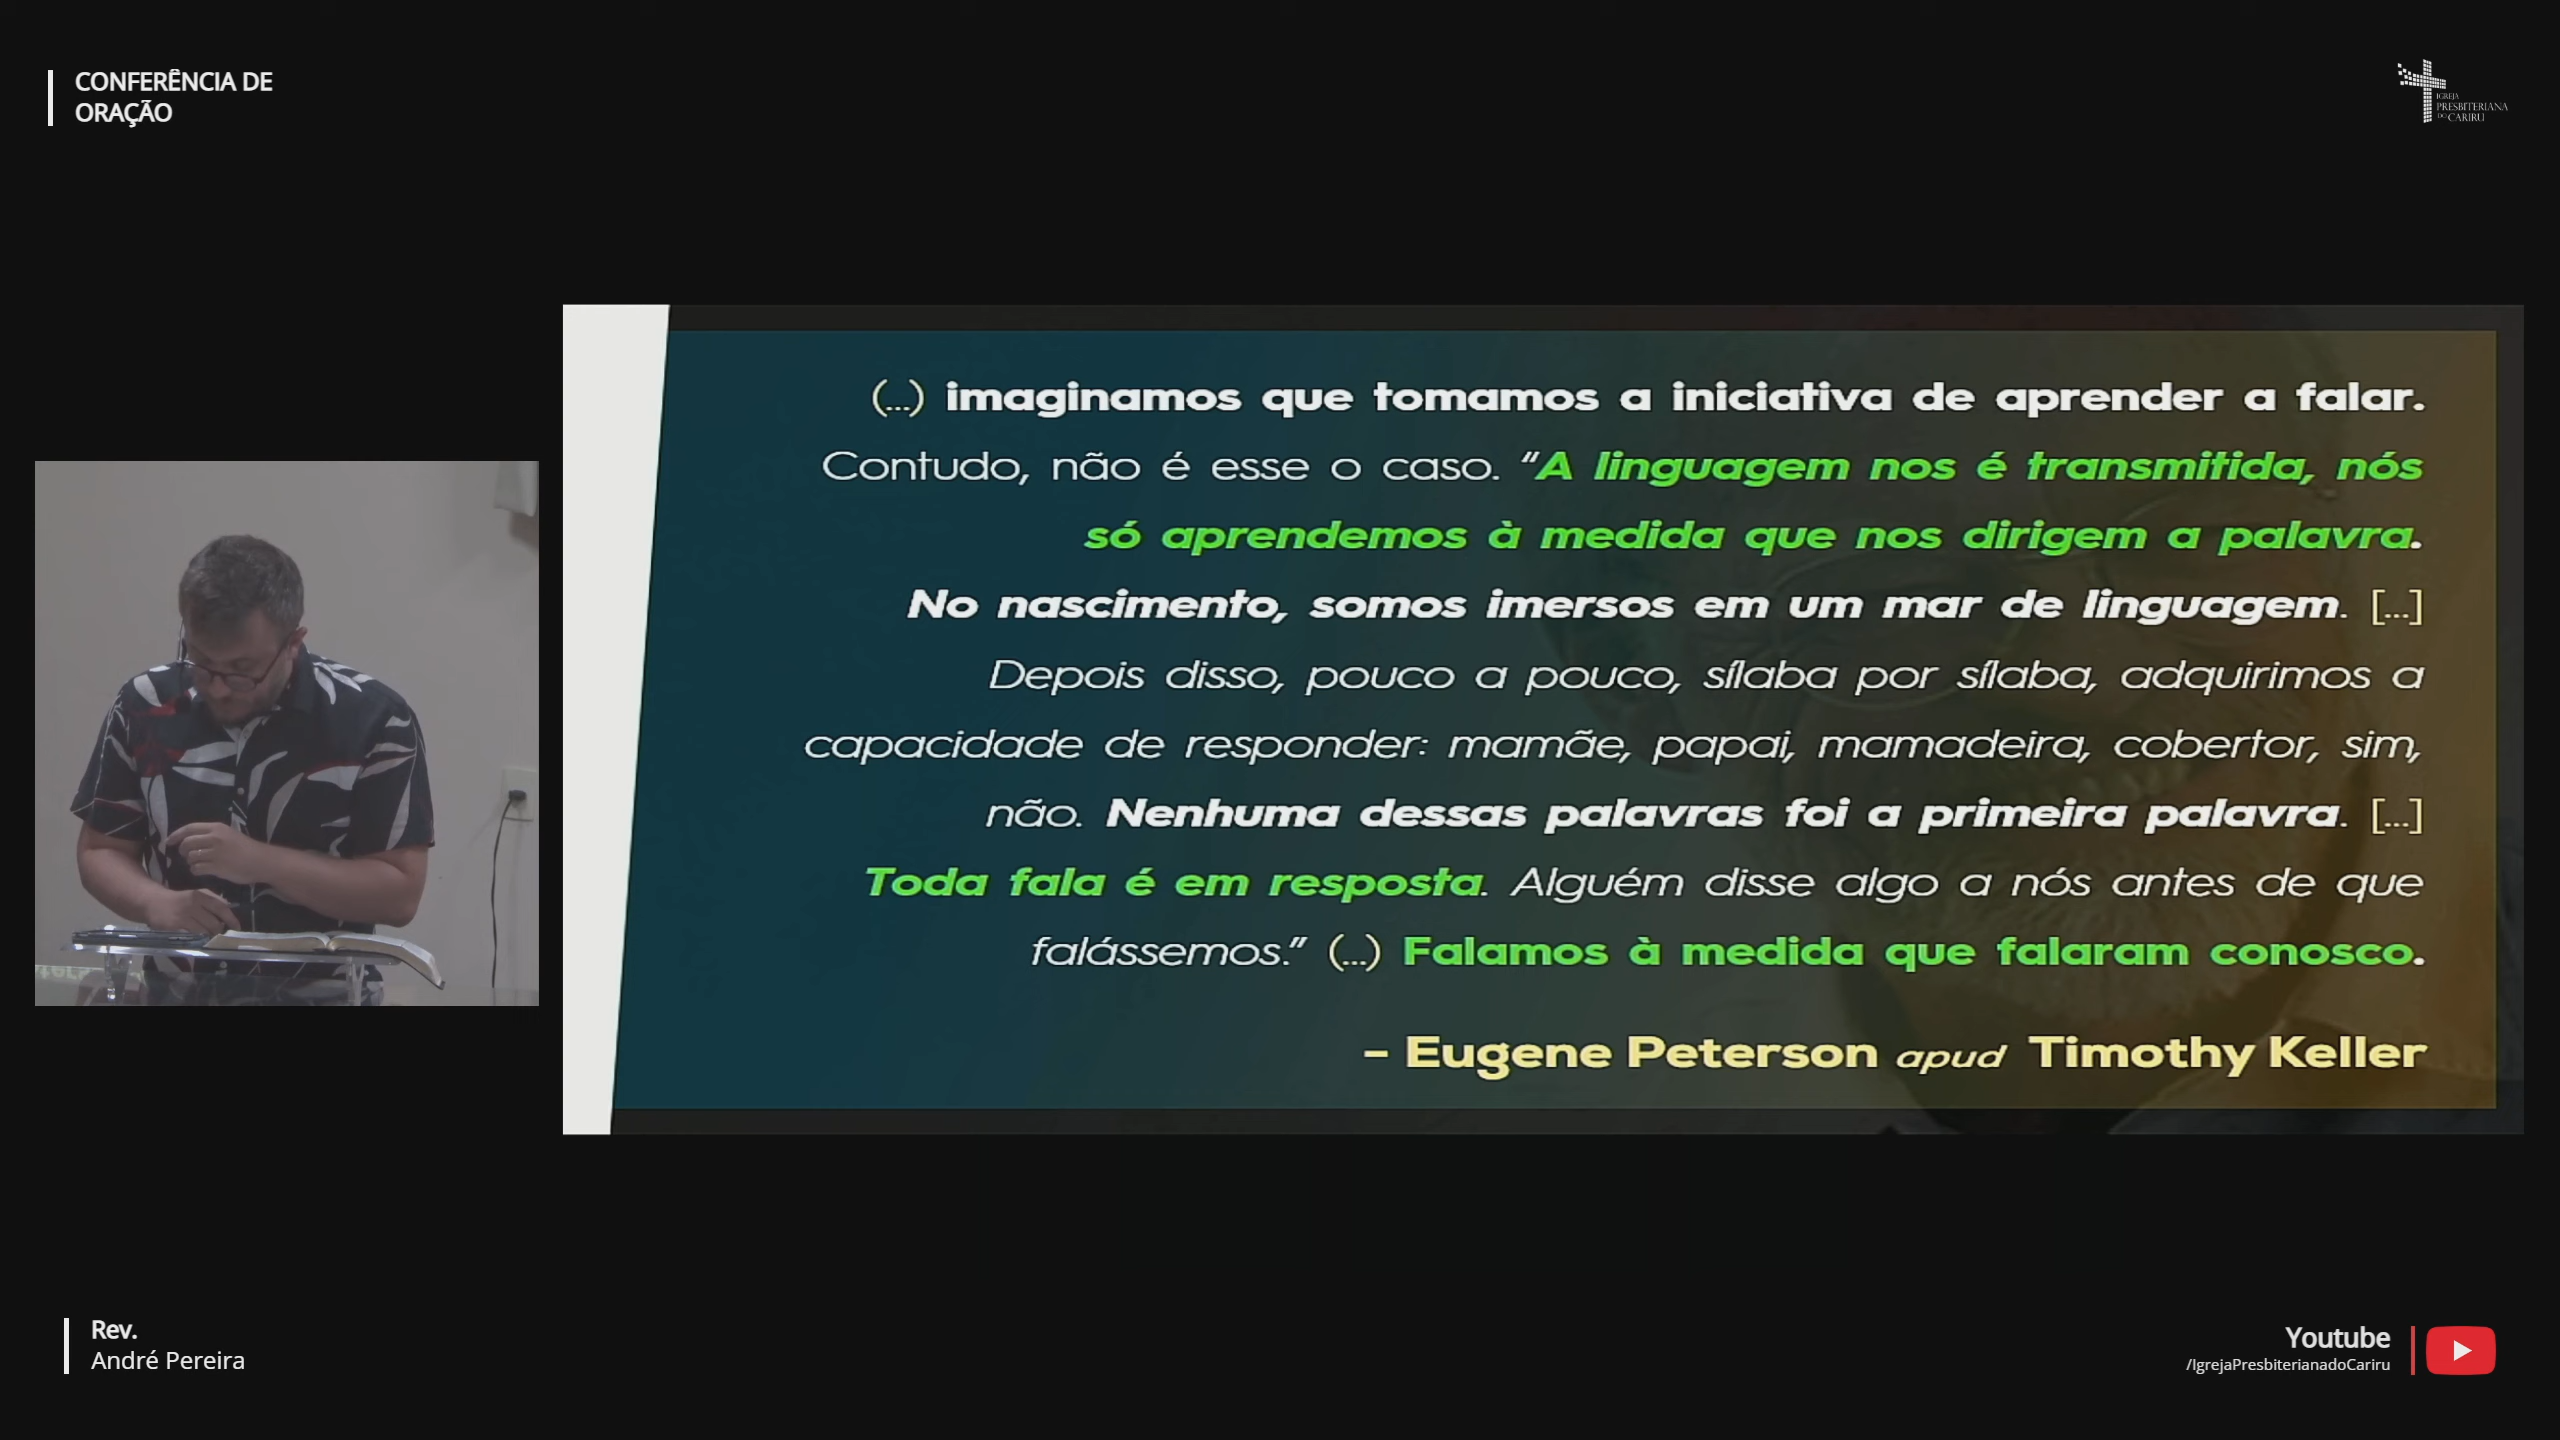 CONFERÊNCIA DE
ORAÇÃO
IGREJA
PRESBITERIANA
DO CARIRU
(...) imaginamos que tomamos a iniciativa de aprender a falar.
Contudo, não é esse o caso. “A linguagem nos é transmitida, nós
só aprendemos à medida que nos dirigem a palavra.
No nascimento, somos imersos em um mar de linguagem. [...]
Depois disso, pouco a pouco, sílaba por sílaba, adquirimos a
capacidade de responder: mamãe, papai, mamadeira, cobertor, sim,
não. Nenhuma dessas palavras foi a primeira palavra. [...]
Toda fala é em resposta. Alguém disse algo a nós antes de que
falássemos.” (...) Falamos à medida que falaram conosco.
– Eugene Peterson apud Timothy Keller
Rev.
André Pereira
Youtube
/IgrejaPresbiterianadoCariru